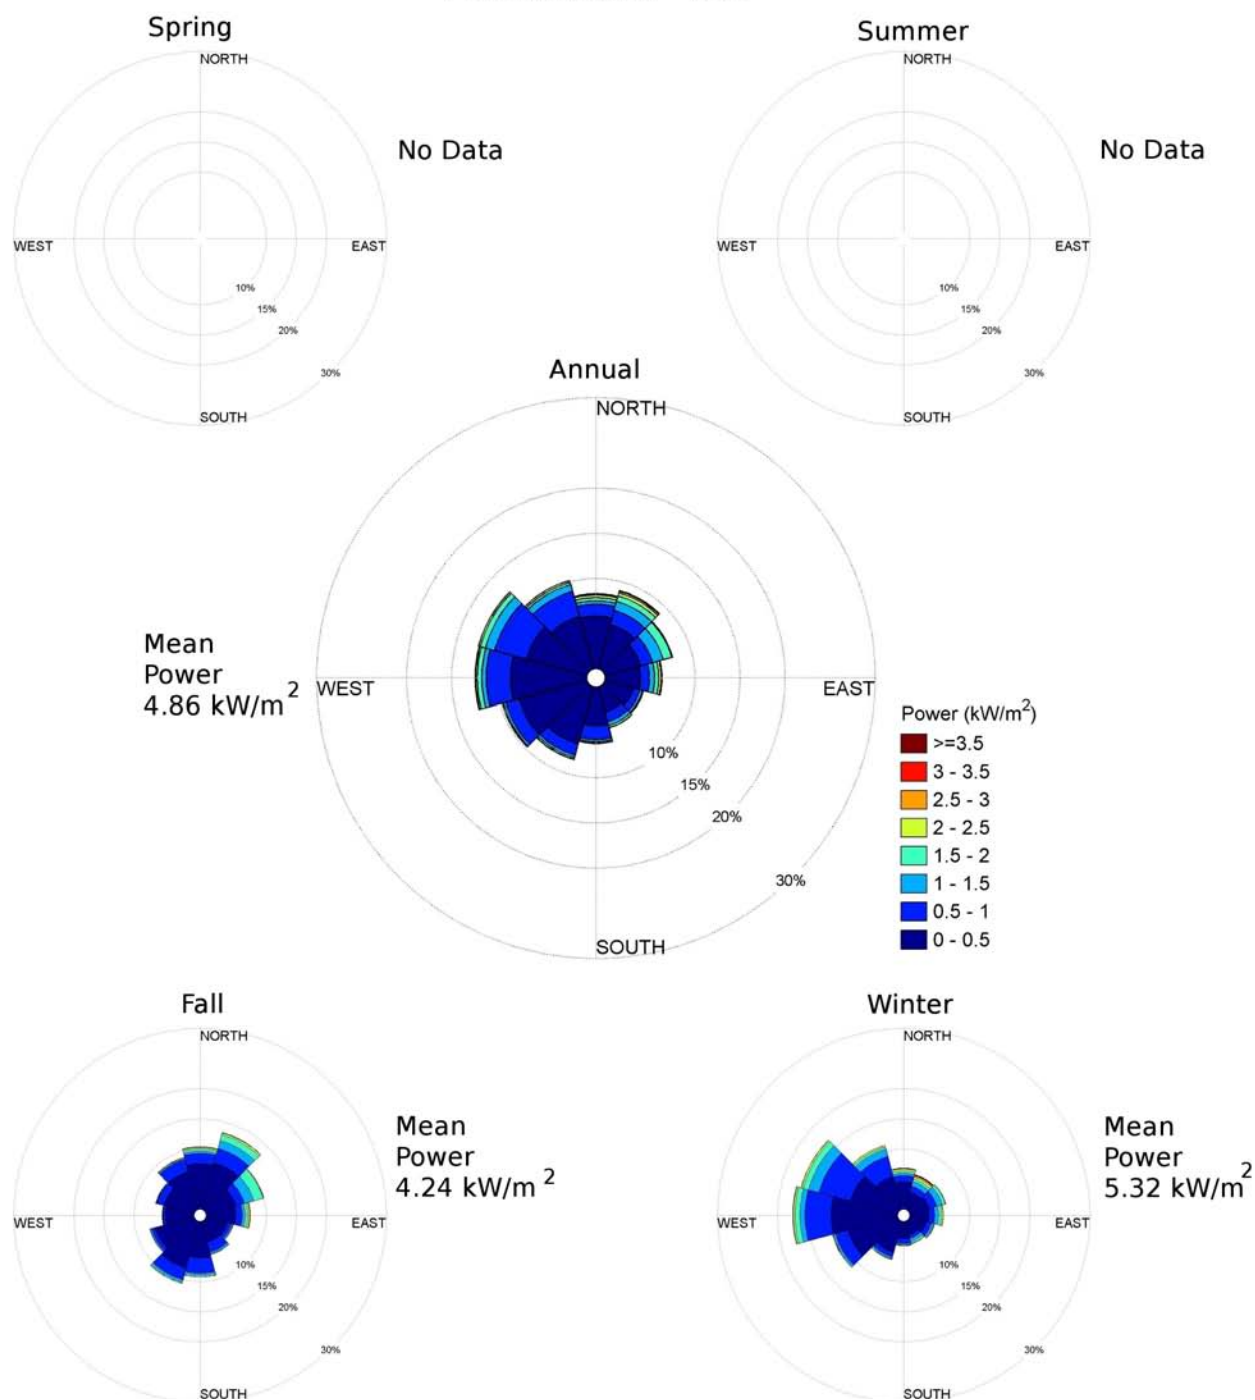 Spring
NORTH
No Data
WEST
EAST
10%
15%
20%
30%
SOUTH
Summer
NORTH
No Data
WEST
EAST
10%
15%
20%
30%
SOUTH
Annual
NORTH
Mean
Power
4.86 kW/m²
WEST
EAST
10%
15%
20%
30%
SOUTH
Power (kW/m²)
>=3.5
3 - 3.5
2.5 - 3
2 - 2.5
1.5 - 2
1 - 1.5
0.5 - 1
0 - 0.5
Fall
NORTH
Mean
Power
4.24 kW/m²
WEST
EAST
10%
15%
20%
30%
SOUTH
Winter
NORTH
Mean
Power
5.32 kW/m²
WEST
EAST
10%
15%
20%
30%
SOUTH